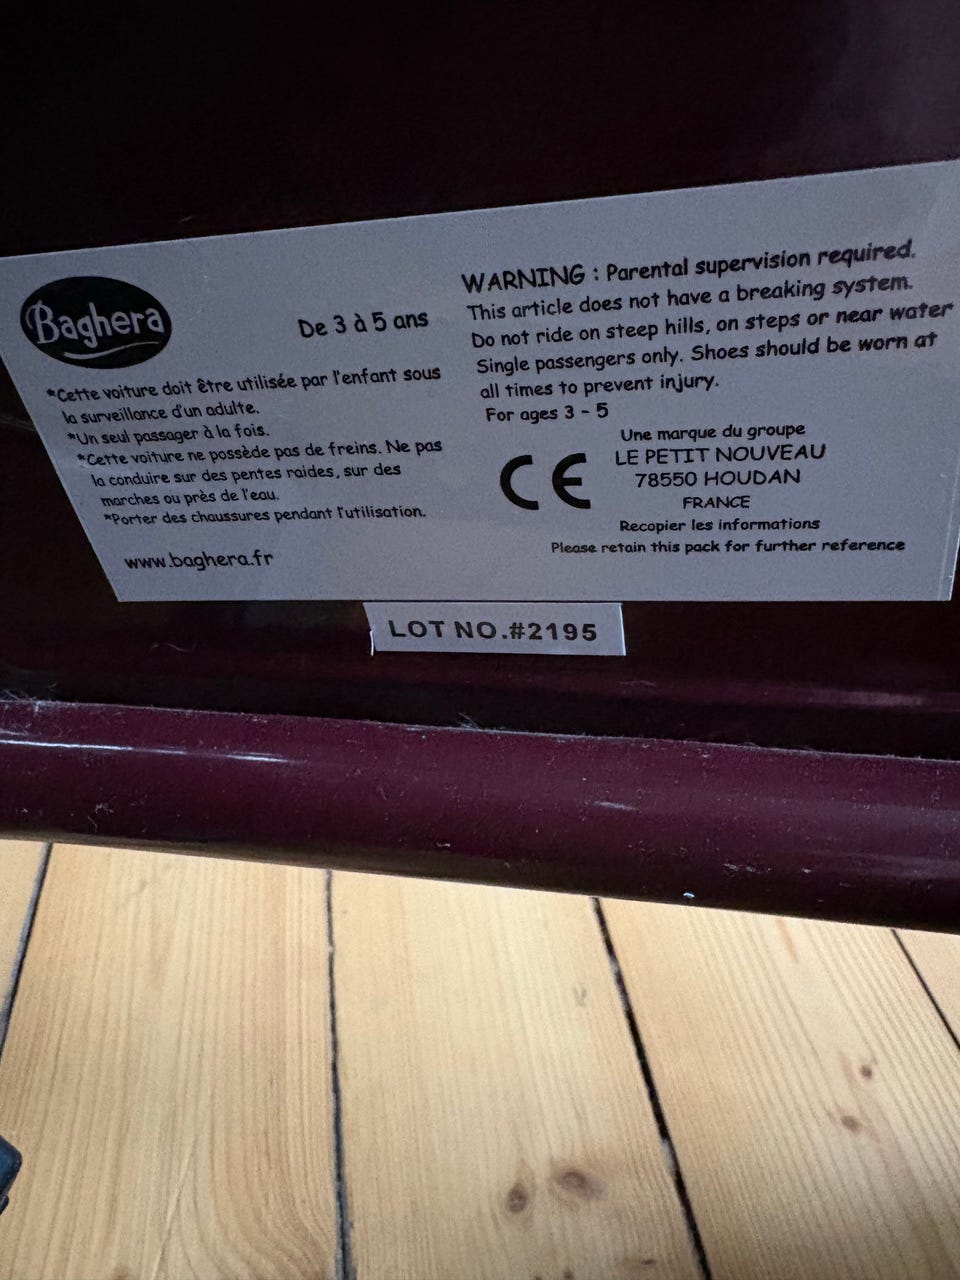 Baghera
De 3 à 5 ans
*Cette voiture doit être utilisée par l'enfant sous
la surveillance d'un adulte.
*Un seul passager à la fois.
*Cette voiture ne possède pas de freins. Ne pas
la conduire sur des pentes raides, sur des
marches ou près de l'eau.
*Porter des chaussures pendant l'utilisation.
www.baghera.fr
WARNING : Parental supervision required.
This article does not have a breaking system.
Do not ride on steep hills, on steps or near water
Single passengers only. Shoes should be worn at
all times to prevent injury.
For ages 3 - 5
CE
Une marque du groupe
LE PETIT NOUVEAU
78550 HOUDAN
FRANCE
Recopier les informations
Please retain this pack for further reference
LOT NO.#2195